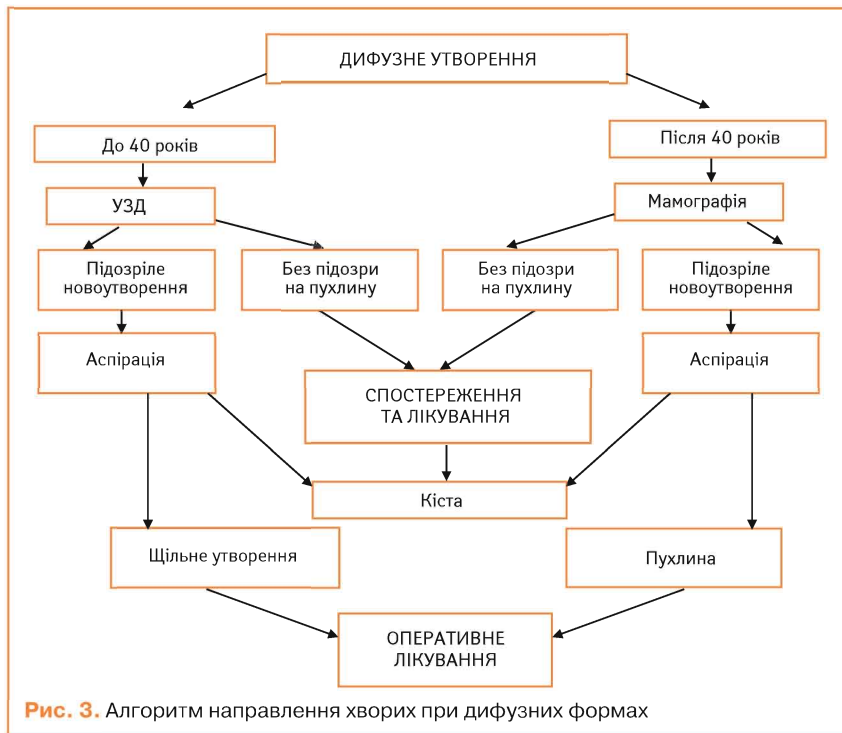 ДИФУЗНЕ УТВОРЕННЯ
До 40 років
Після 40 років
УЗД
Мамографія
Підозріле
новоутворення
Без підозри
на пухлину
Без підозри
на пухлину
Підозріле
новоутворення
Аспірація
СПОСТЕРЕЖЕННЯ
ТА ЛІКУВАННЯ
Аспірація
Кіста
Щільне утворення
Пухлина
ОПЕРАТИВНЕ
ЛІКУВАННЯ
Рис. 3. Алгоритм направлення хворих при дифузних формах